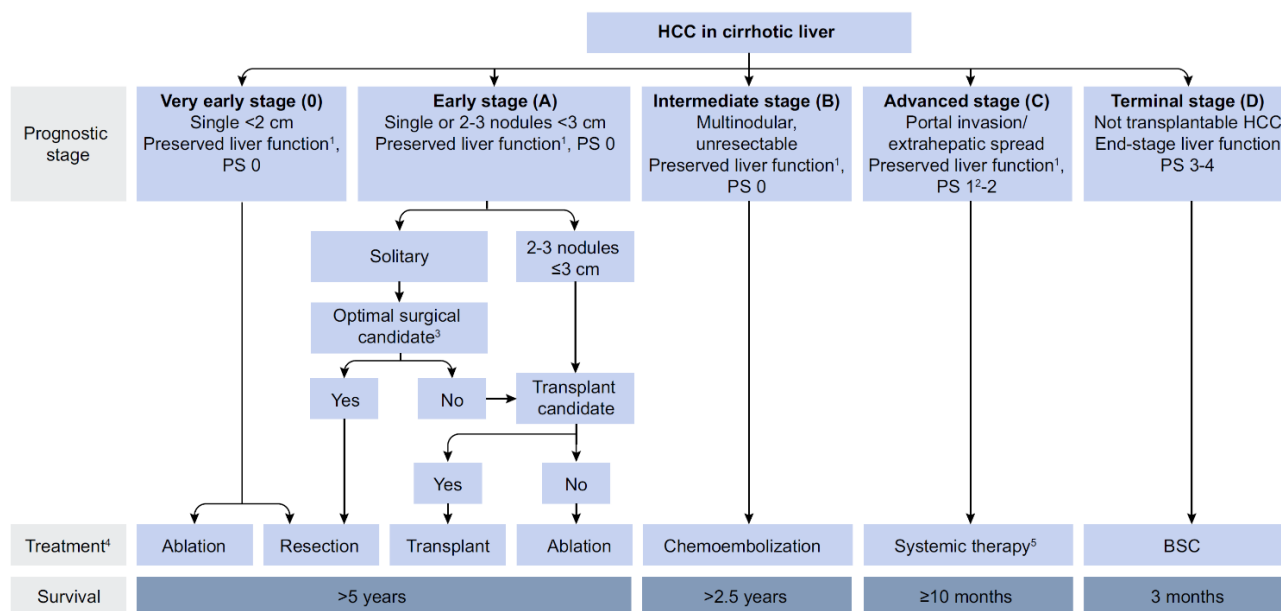 HCC in cirrhotic liver
Prognostic
stage
Very early stage (0)
Single <2 cm
Preserved liver function¹,
PS 0
Early stage (A)
Single or 2-3 nodules <3 cm
Preserved liver function¹, PS 0
Intermediate stage (B)
Multinodular,
unresectable
Preserved liver function¹,
PS 0
Advanced stage (C)
Portal invasion/
extrahepatic spread
Preserved liver function¹,
PS 1²-2
Terminal stage (D)
Not transplantable HCC
End-stage liver function
PS 3-4
Solitary
2-3 nodules
≤3 cm
Optimal surgical
candidate³
Yes
No
Transplant
candidate
Yes
No
Treatment⁴
Ablation
Resection
Transplant
Ablation
Chemoembolization
Systemic therapy⁵
BSC
Survival
>5 years
>2.5 years
≥10 months
3 months